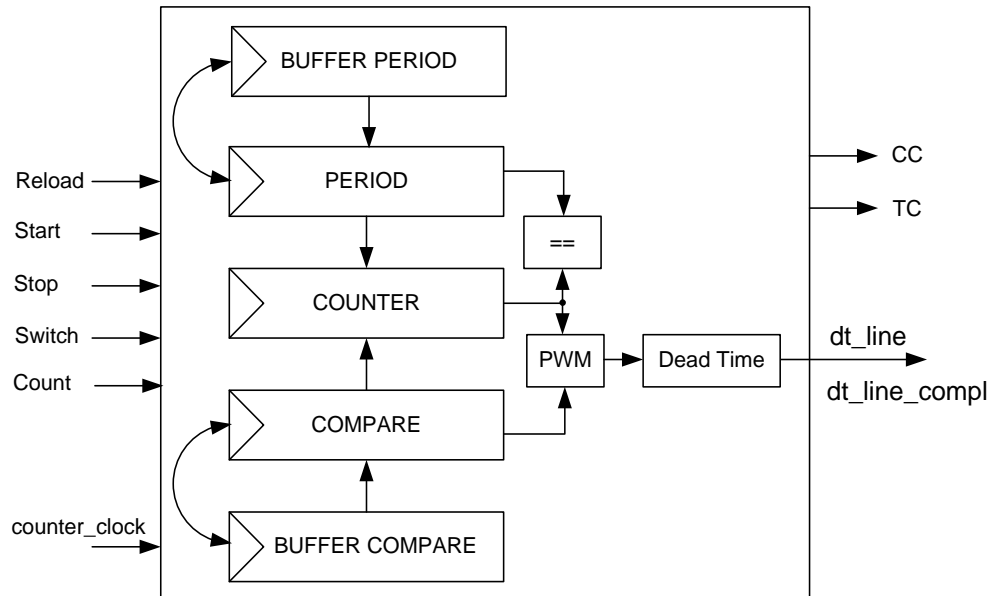 BUFFER PERIOD
PERIOD
==
COUNTER
PWM
Dead Time
COMPARE
BUFFER COMPARE
Reload
Start
Stop
Switch
Count
counter_clock
CC
TC
dt_line
dt_line_compl